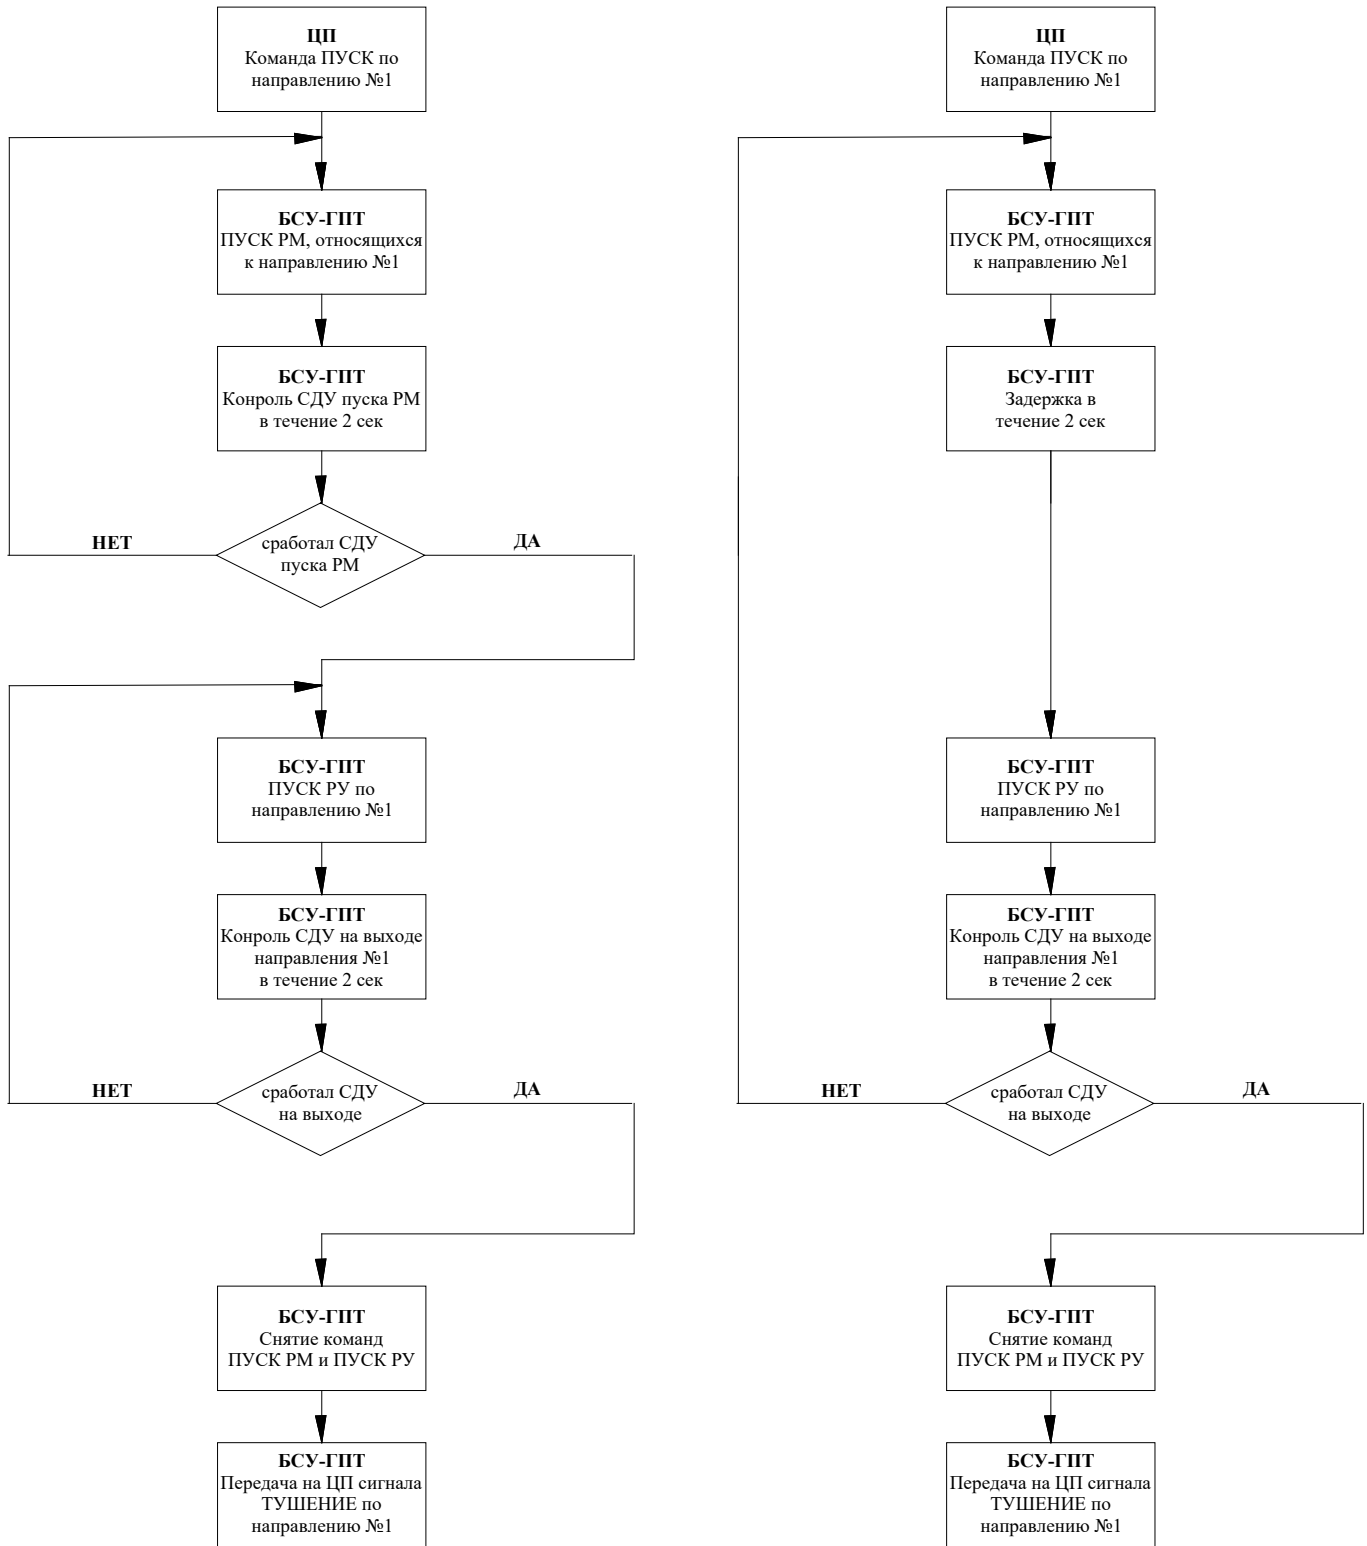 ЦП
Команда ПУСК по
направлению №1
БСУ-ГПТ
ПУСК РМ, относящихся
к направлению №1
БСУ-ГПТ
Конроль СДУ пуска РМ
в течение 2 сек
НЕТ
сработал СДУ
пуска РМ
ДА
БСУ-ГПТ
ПУСК РУ по
направлению №1
БСУ-ГПТ
Конроль СДУ на выходе
направления №1
в течение 2 сек
НЕТ
сработал СДУ
на выходе
ДА
БСУ-ГПТ
Снятие команд
ПУСК РМ и ПУСК РУ
БСУ-ГПТ
Передача на ЦП сигнала
ТУШЕНИЕ по
направлению №1
ЦП
Команда ПУСК по
направлению №1
БСУ-ГПТ
ПУСК РМ, относящихся
к направлению №1
БСУ-ГПТ
Задержка в
течение 2 сек
БСУ-ГПТ
ПУСК РУ по
направлению №1
БСУ-ГПТ
Конроль СДУ на выходе
направления №1
в течение 2 сек
НЕТ
сработал СДУ
на выходе
ДА
БСУ-ГПТ
Снятие команд
ПУСК РМ и ПУСК РУ
БСУ-ГПТ
Передача на ЦП сигнала
ТУШЕНИЕ по
направлению №1